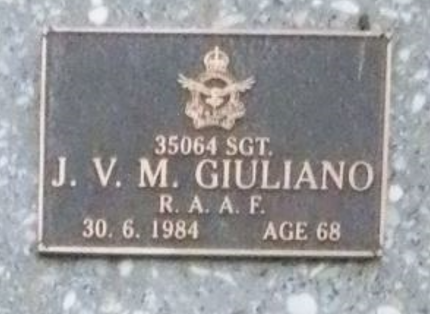 35064 SGT.
J. V. M. GIULIANO
R. A. A. F.
30. 6. 1984 AGE 68